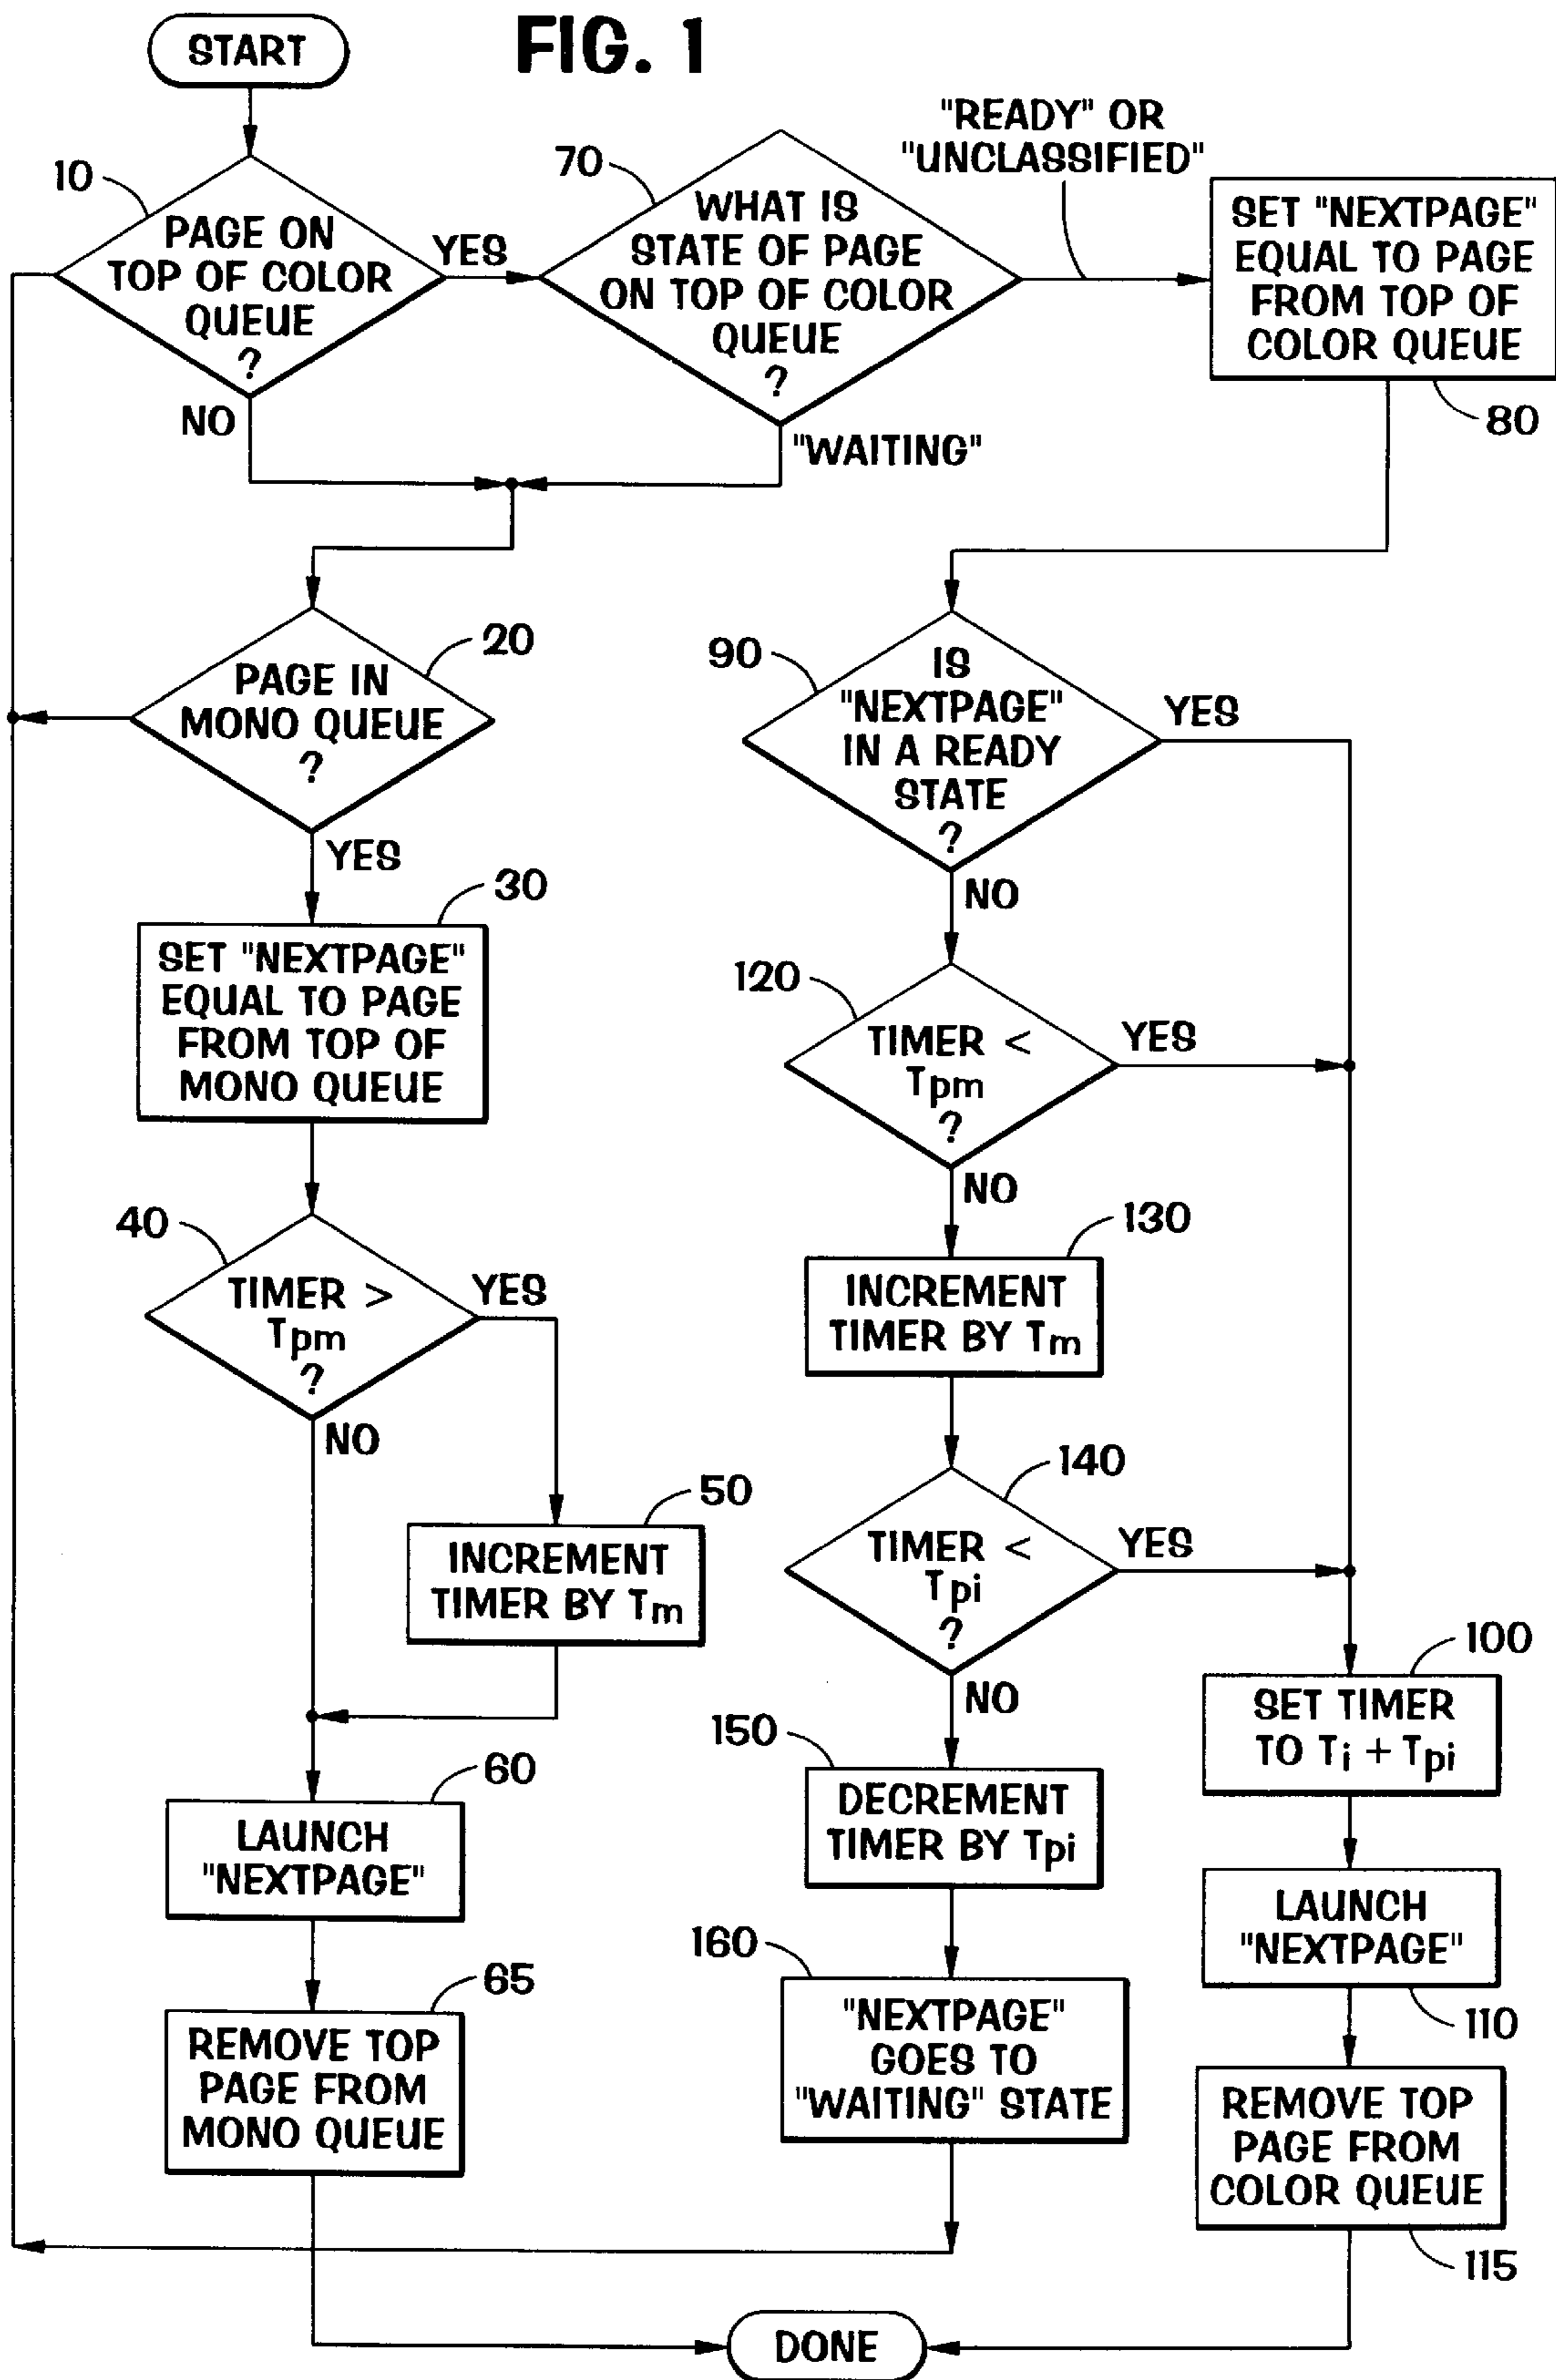 FIG. 1
START
10
PAGE ON
TOP OF COLOR
QUEUE
?
YES
NO
70
WHAT IS
STATE OF PAGE
ON TOP OF COLOR
QUEUE
?
"WAITING"
"READY" OR
"UNCLASSIFIED"
SET "NEXTPAGE"
EQUAL TO PAGE
FROM TOP OF
COLOR QUEUE
80
20
PAGE IN
MONO QUEUE
?
YES
30
SET "NEXTPAGE"
EQUAL TO PAGE
FROM TOP OF
MONO QUEUE
40
TIMER >
Tpm
?
YES
NO
50
INCREMENT
TIMER BY Tm
60
LAUNCH
"NEXTPAGE"
65
REMOVE TOP
PAGE FROM
MONO QUEUE
90
IS
"NEXTPAGE"
IN A READY
STATE
?
YES
NO
120
TIMER <
Tpm
?
YES
NO
130
INCREMENT
TIMER BY Tm
140
TIMER <
Tpi
?
YES
NO
150
DECREMENT
TIMER BY Tpi
160
"NEXTPAGE"
GOES TO
"WAITING" STATE
100
SET TIMER
TO Ti + Tpi
LAUNCH
"NEXTPAGE"
110
REMOVE TOP
PAGE FROM
COLOR QUEUE
115
DONE